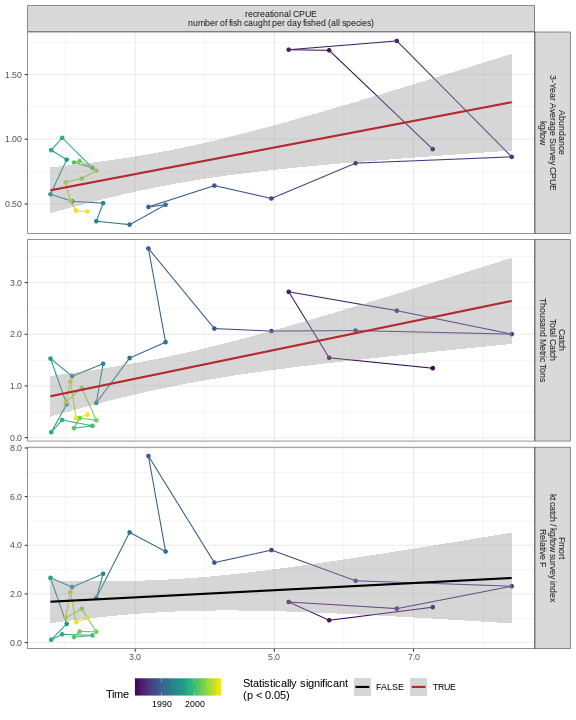 recreational CPUE
number of fish caught per day fished (all species)
1.50
1.00
0.50
Abundance
3-Year Average Survey CPUE
kg/tow
3.0
2.0
1.0
0.0
Catch
Total Catch
Thousand Metric Tons
8.0
6.0
4.0
2.0
0.0
Fmort
kt catch / kg/tow survey index
Relative F
3.0
5.0
7.0
Time
1990
2000
Statistically significant
(p < 0.05)
FALSE
TRUE